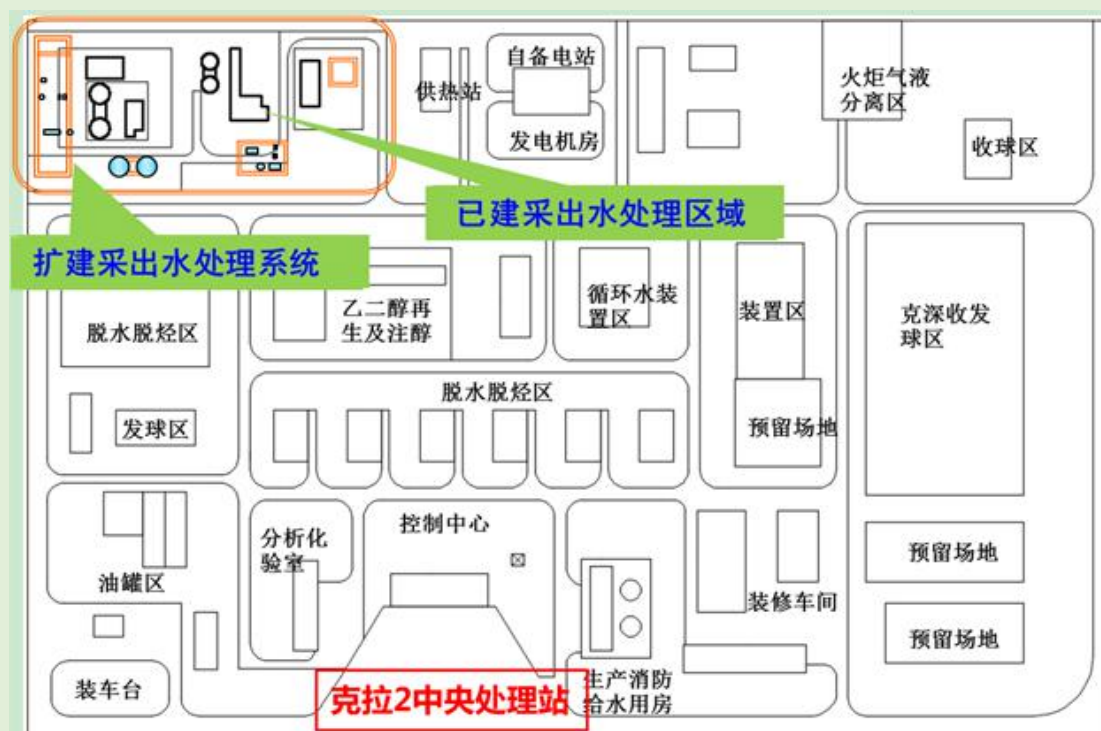 自备电站
供热站
发电机房
火炬气液
分离区
收球区
已建采出水处理区域
扩建采出水处理系统
脱水脱烃区
乙二醇再
生及注醇
循环水装
置区
装置区
克深收发
球区
脱水脱烃区
发球区
预留场地
分析化
验室
控制中心
油罐区
装修车间
预留场地
预留场地
装车台
克拉2中央处理站
生产消防
给水用房